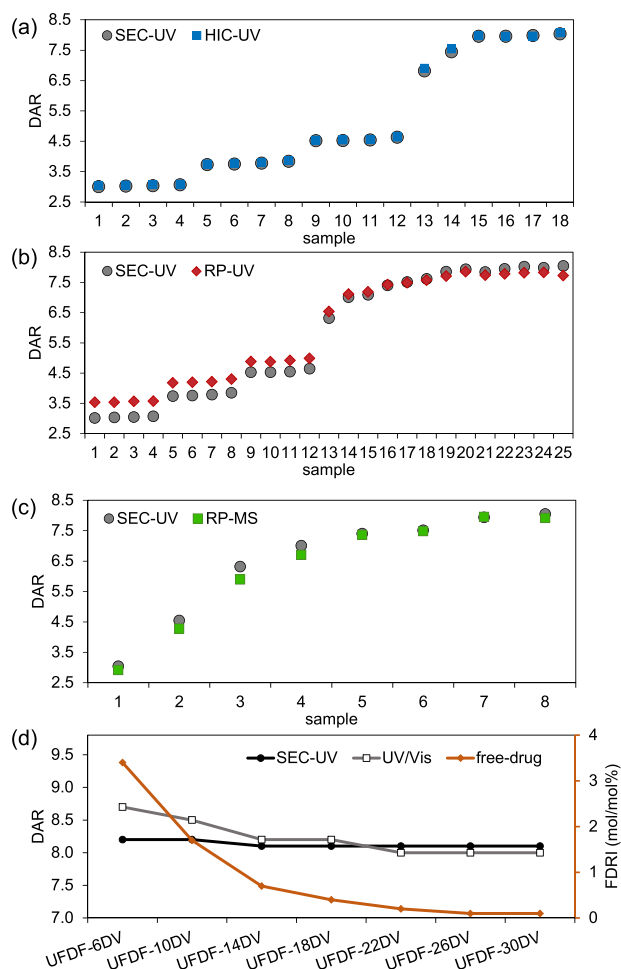 (a)
SEC-UV HIC-UV
8.5
7.5
6.5
5.5
4.5
3.5
2.5
DAR
1 2 3 4 5 6 7 8 9 10 11 12 13 14 15 16 17 18
sample
(b)
SEC-UV RP-UV
8.5
7.5
6.5
5.5
4.5
3.5
2.5
DAR
1 2 3 4 5 6 7 8 9 10 11 12 13 14 15 16 17 18 19 20 21 22 23 24 25
sample
(c)
SEC-UV RP-MS
8.5
7.5
6.5
5.5
4.5
3.5
2.5
DAR
1 2 3 4 5 6 7 8
sample
(d)
SEC-UV UV/Vis free-drug
9.5
9.0
8.5
8.0
7.5
7.0
DAR
4
3
2
1
0
FDRI (mol/mol%)
UFDF-6DV UFDF-10DV UFDF-14DV UFDF-18DV UFDF-22DV UFDF-26DV UFDF-30DV